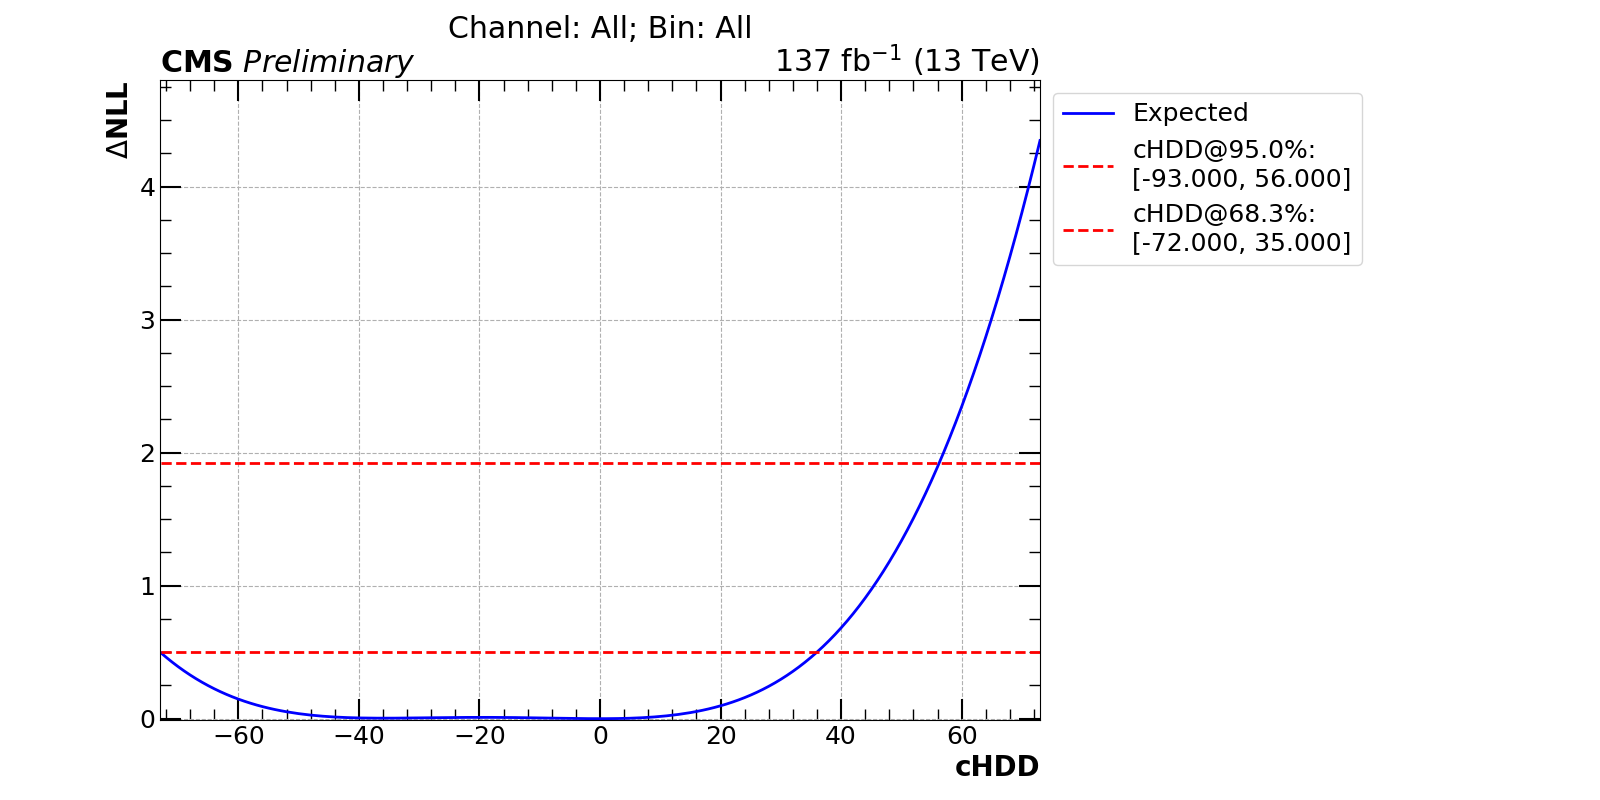 Channel: All; Bin: All
CMS Preliminary
137 fb⁻¹ (13 TeV)
ΔNLL
4
3
2
1
0
−60
−40
−20
0
20
40
60
cHDD
Expected
cHDD@95.0%:
[-93.000, 56.000]
cHDD@68.3%:
[-72.000, 35.000]